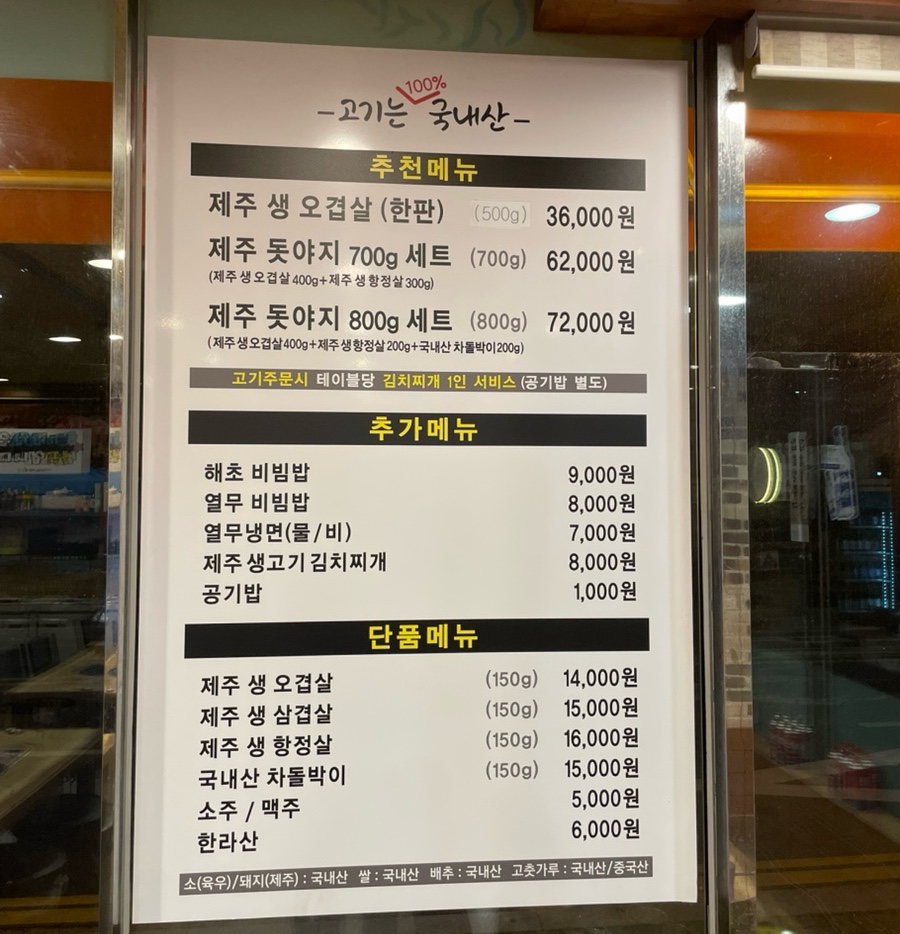 100%
-고기는 국내산-
추천메뉴
제주 생 오겹살 (한판) (500g) 36,000원
제주 돗야지 700g 세트 (700g) 62,000원
(제주 생 오겹살 400g+제주 생 항정살 300g)
제주 돗야지 800g 세트 (800g) 72,000원
(제주 생 오겹살 400g+제주 생항정살 200g+국내산 차돌박이 200g)
고기주문시 테이블당 김치찌개 1인 서비스 (공기밥 별도)
추가메뉴
해초 비빔밥 9,000원
열무 비빔밥 8,000원
열무냉면(물/비) 7,000원
제주생고기김치찌개 8,000원
공기밥 1,000원
단품메뉴
제주 생 오겹살 (150g) 14,000원
제주 생 삼겹살 (150g) 15,000원
제주 생 항정살 (150g) 16,000원
국내산 차돌박이 (150g) 15,000원
소주 / 맥주 5,000원
한라산 6,000원
소(육우)/돼지(제주) : 국내산 쌀 : 국내산 배추 : 국내산 고춧가루 : 국내산/중국산